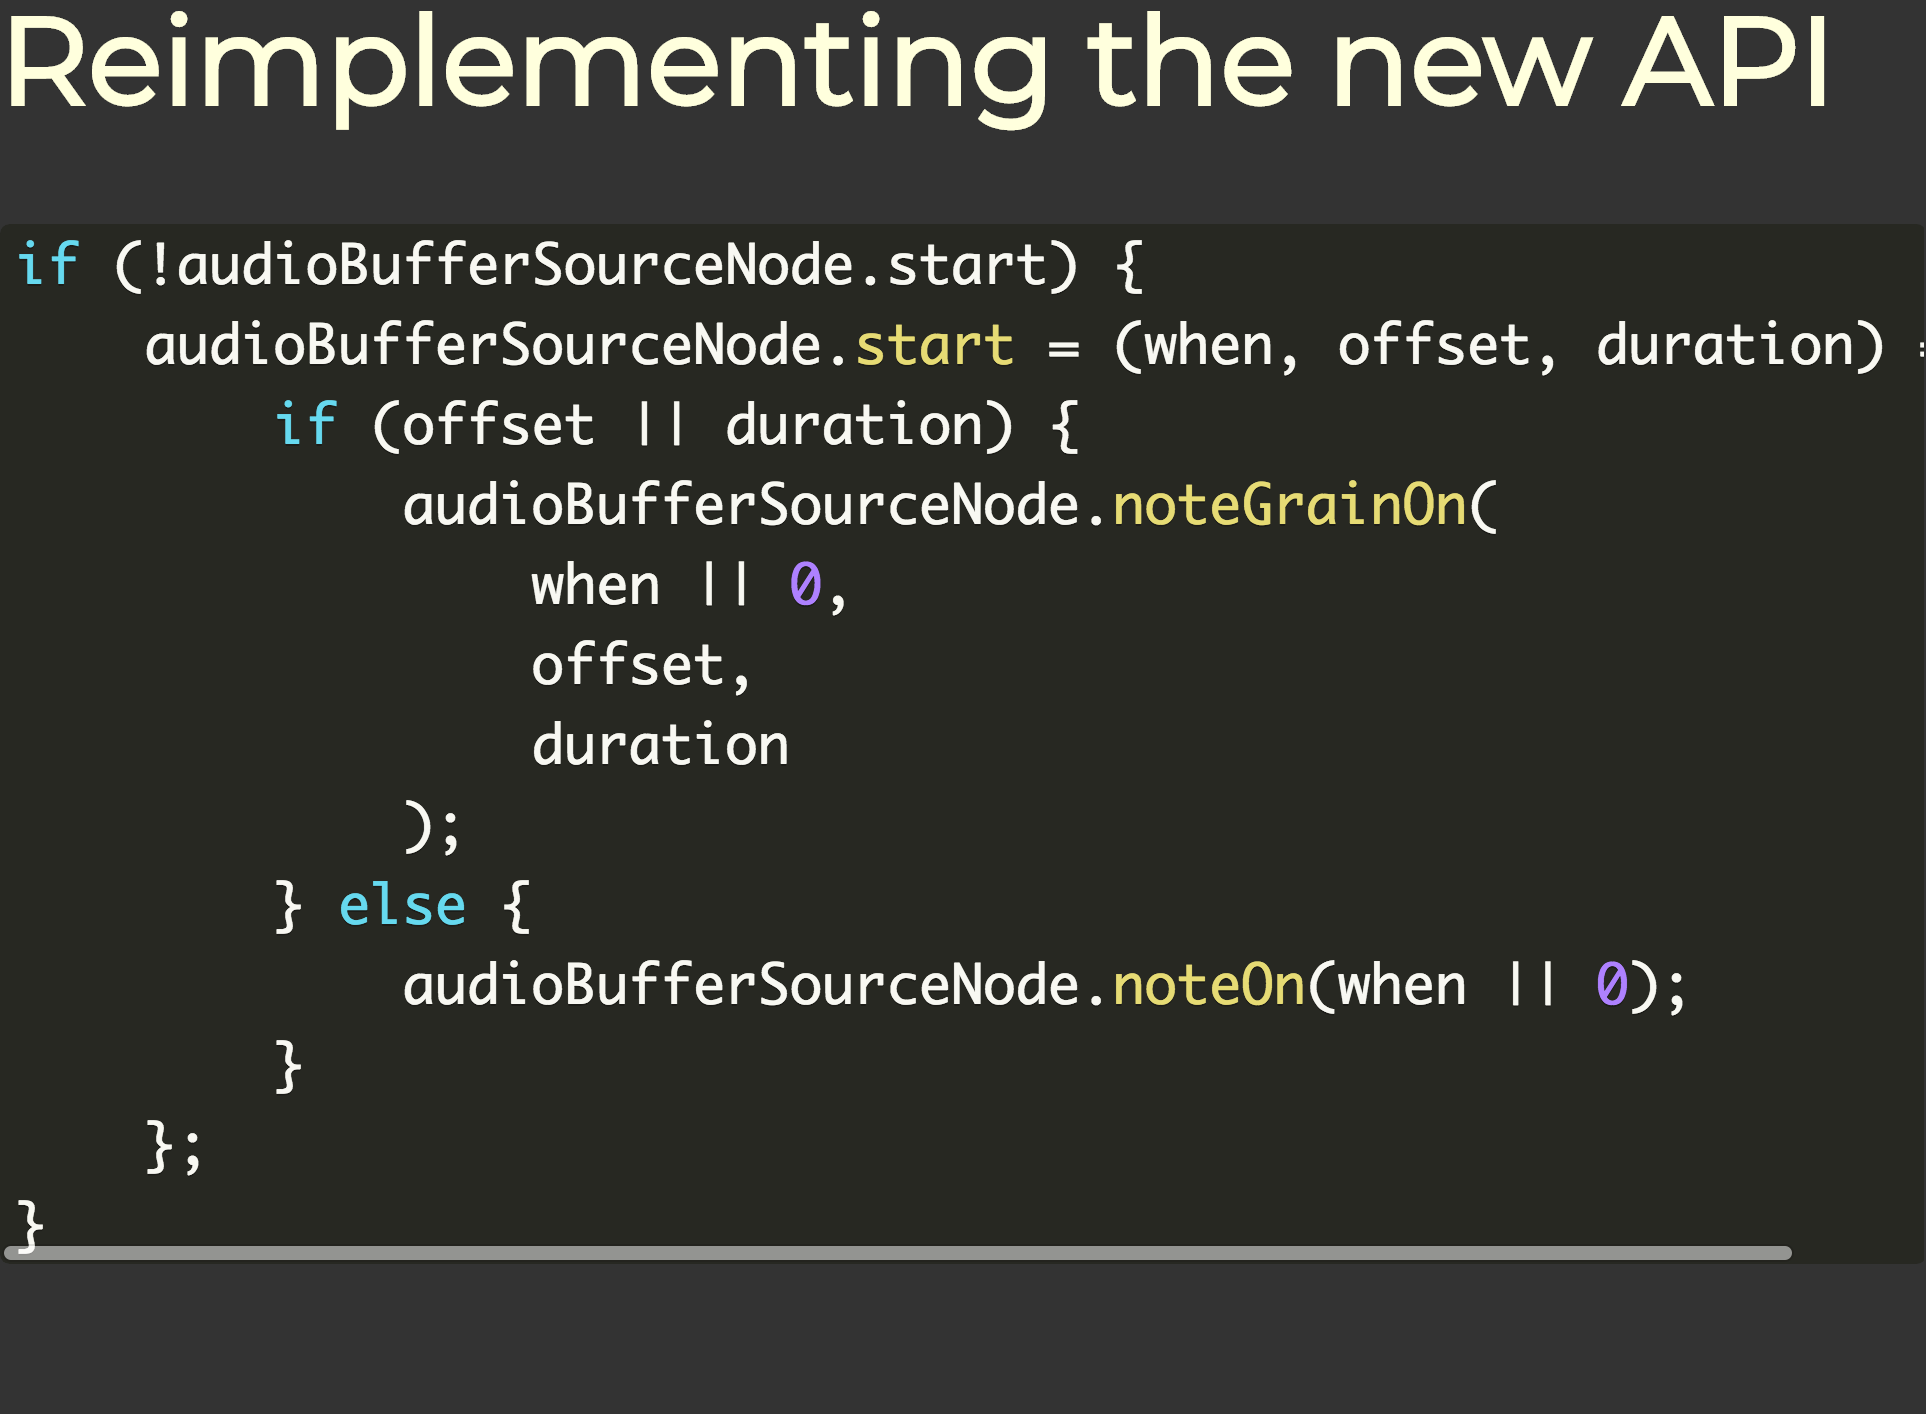 Reimplementing the new API
if (!audioBufferSourceNode.start) {
    audioBufferSourceNode.start = (when, offset, duration) =
        if (offset || duration) {
            audioBufferSourceNode.noteGrainOn(
                when || 0,
                offset,
                duration
            );
        } else {
            audioBufferSourceNode.noteOn(when || 0);
        }
    };
}